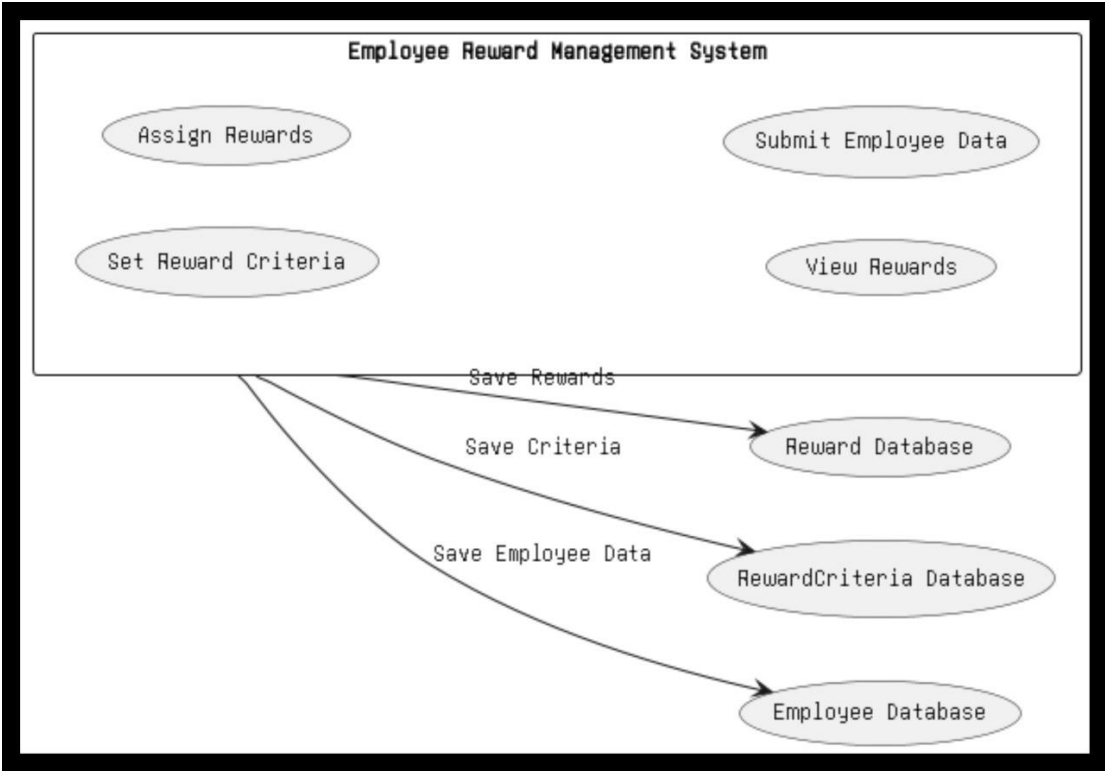 Employee Reward Management System
Assign Rewards
Submit Employee Data
Set Reward Criteria
View Rewards
Save Rewards
Save Criteria
Reward Database
Save Employee Data
RewardCriteria Database
Employee Database